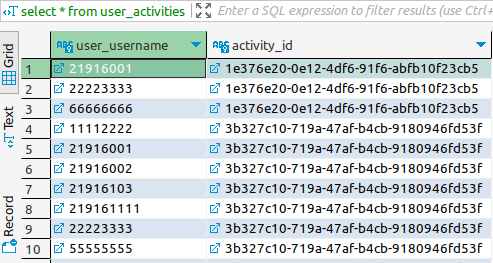 select * from user_activities Enter a SQL expression to filter results (use Ctrl+
Grid
Text
Record
user_username activity_id
1 21916001 1e376e20-0e12-4df6-91f6-abfb10f23cb5
2 22223333 1e376e20-0e12-4df6-91f6-abfb10f23cb5
3 66666666 1e376e20-0e12-4df6-91f6-abfb10f23cb5
4 11112222 3b327c10-719a-47af-b4cb-9180946fd53f
5 21916001 3b327c10-719a-47af-b4cb-9180946fd53f
6 21916002 3b327c10-719a-47af-b4cb-9180946fd53f
7 21916103 3b327c10-719a-47af-b4cb-9180946fd53f
8 219161111 3b327c10-719a-47af-b4cb-9180946fd53f
9 22223333 3b327c10-719a-47af-b4cb-9180946fd53f
10 55555555 3b327c10-719a-47af-b4cb-9180946fd53f